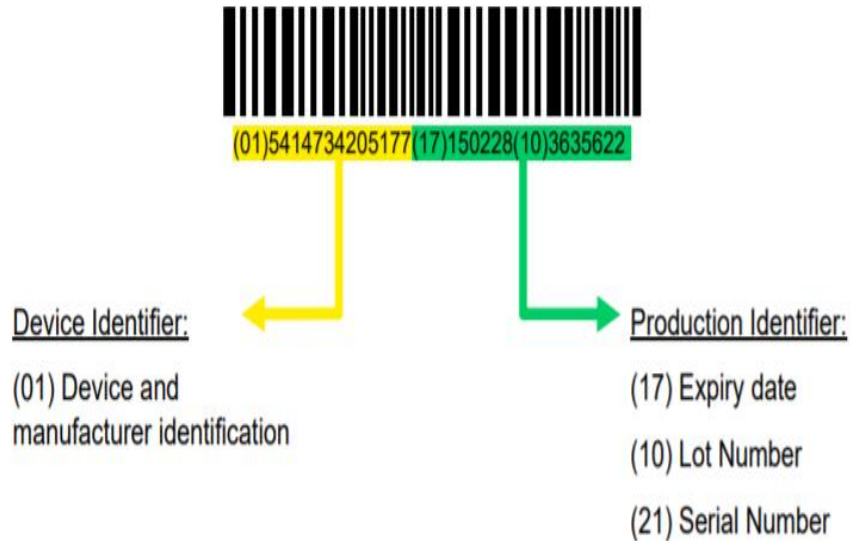 (01)5414734205177(17)150228(10)3635622
Device Identifier:
(01) Device and
manufacturer identification
Production Identifier:
(17) Expiry date
(10) Lot Number
(21) Serial Number